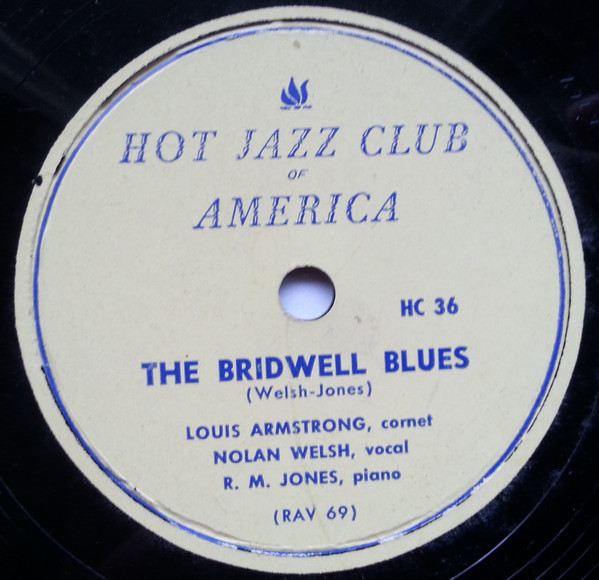 HOT JAZZ CLUB
OF
AMERICA
HC 36
THE BRIDWELL BLUES
(Welsh-Jones)
LOUIS ARMSTRONG, cornet
NOLAN WELSH, vocal
R. M. JONES, piano
(RAV 69)